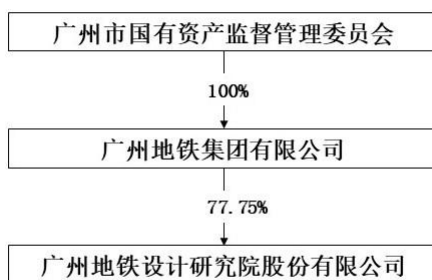 广州市国有资产监督管理委员会
100%
广州地铁集团有限公司
77.75%
广州地铁设计研究院股份有限公司